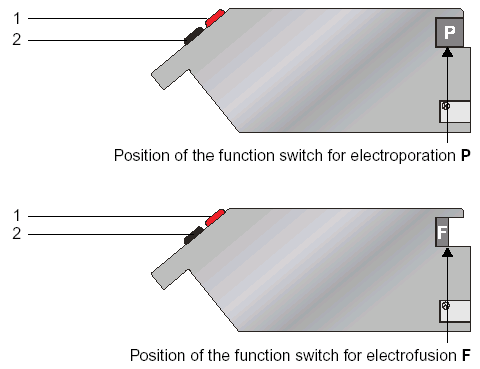 1
2
P
Position of the function switch for electroporation P
1
2
F
Position of the function switch for electrofusion F